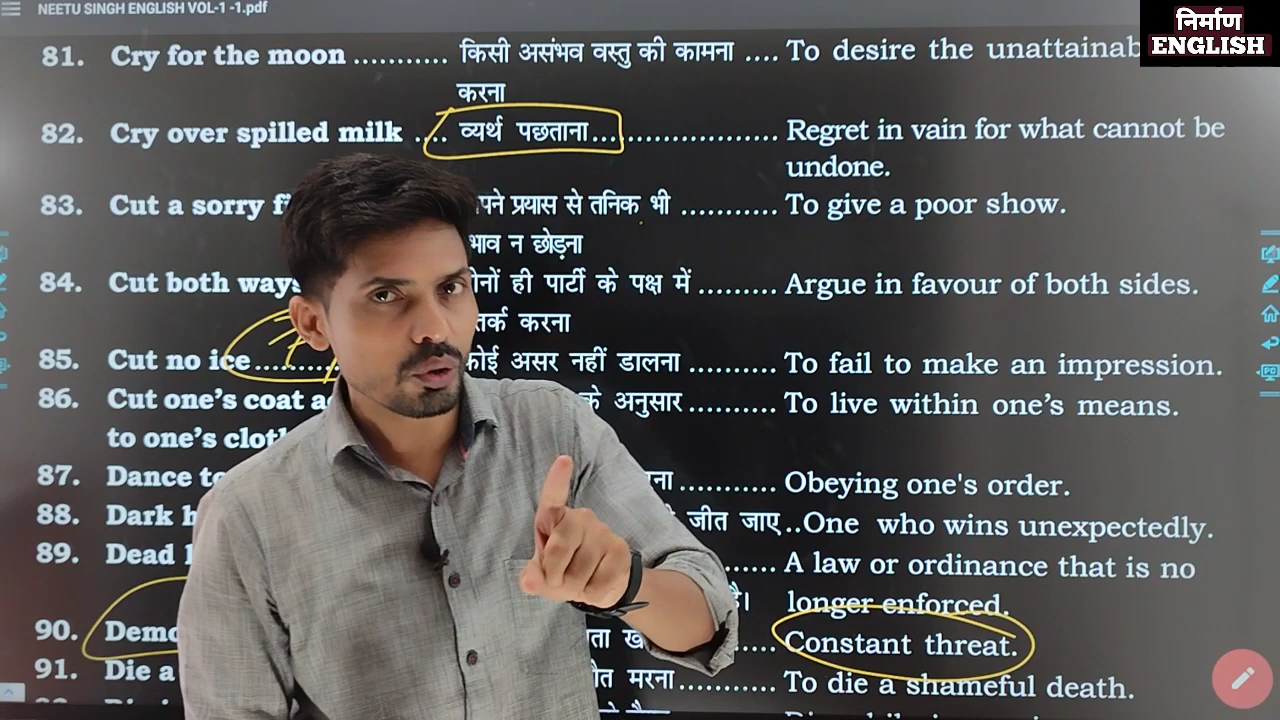 NEETU SINGH ENGLISH VOL-1 -1.pdf
निर्माण
ENGLISH
81. Cry for the moon ........... किसी असंभव वस्तु की कामना .... To desire the
करना
82. Cry over spilled milk .... व्यर्थ पछताना..................... Regret in vain for what cannot be
undone.
83. Cut a sorry प्रयास से तनिक भी ........... To give a poor show.
न छोड़ना
84. Cut both ways ही पार्टी के पक्ष में ......... Argue in favour of both sides.
तर्क करना
85. Cut no ice......... कोई असर नहीं डालना .......... To fail to make an impression.
86. Cut one's coat के अनुसार .......... To live within one's means.
to one's
87. Dance ........... Obeying one's order.
88. Dark जीत जाए..One who wins unexpectedly.
89. Dead ...... A law or ordinance that is no
longer enforced.
90. ..... Constant threat.
91. Die a मरना........... To die a shameful death.